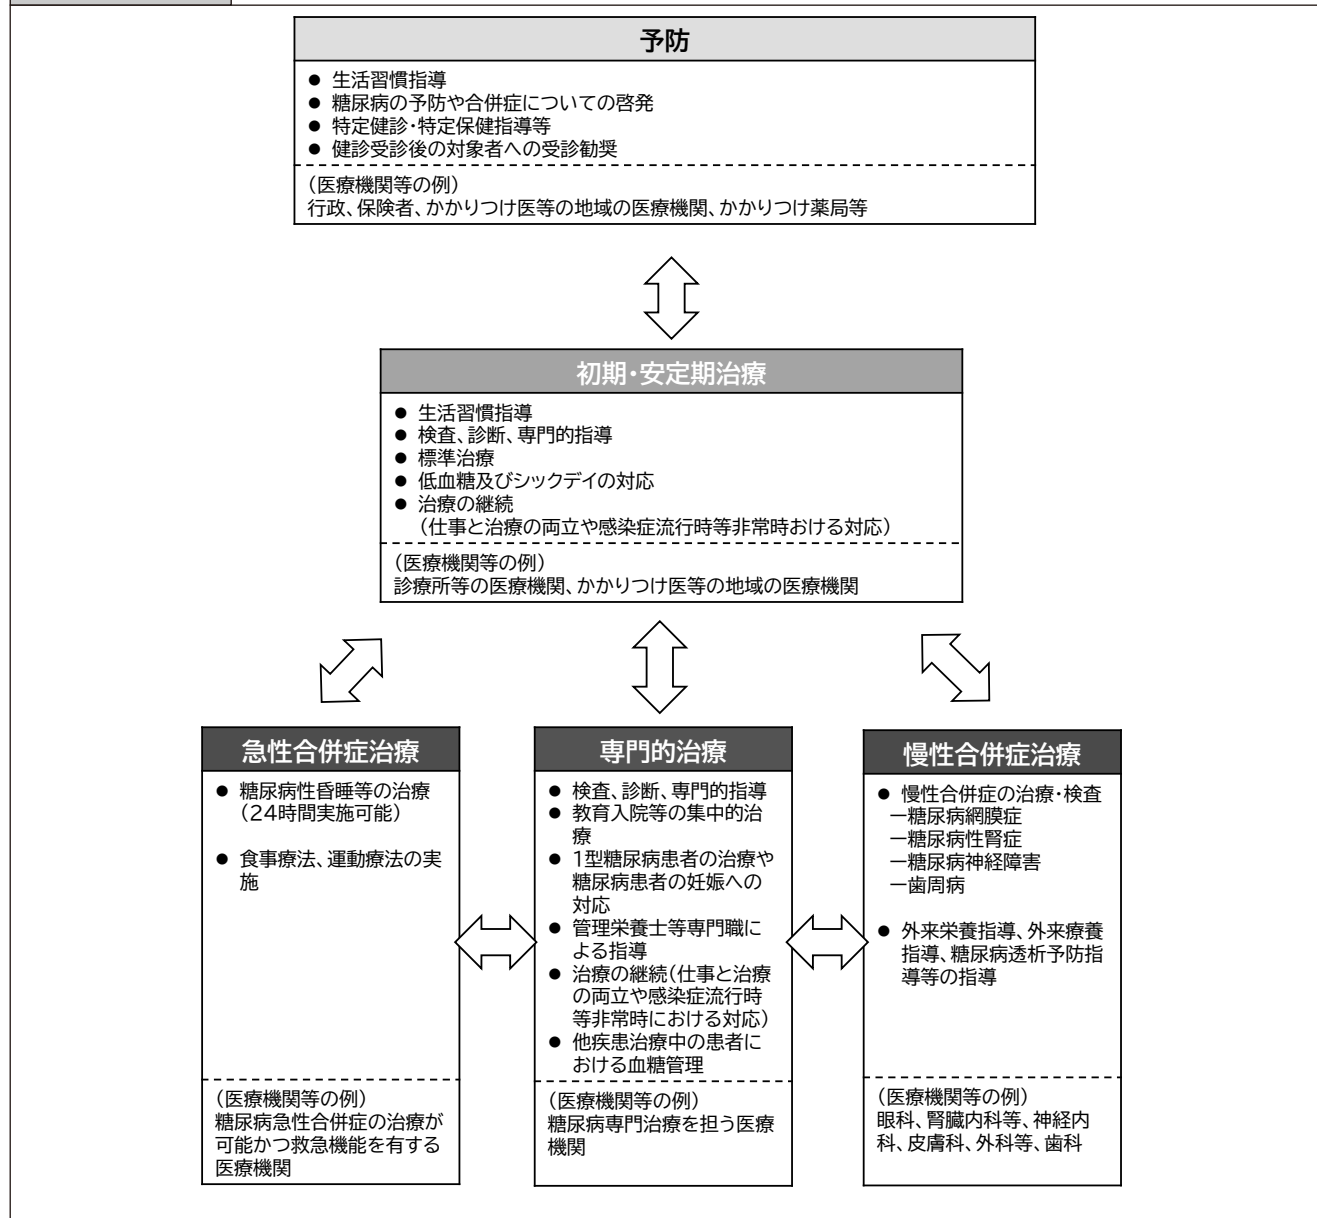 予防
● 生活習慣指導
● 糖尿病の予防や合併症についての啓発
● 特定健診・特定保健指導等
● 健診受診後の対象者への受診勧奨
（医療機関等の例）
行政、保険者、かかりつけ医等の地域の医療機関、かかりつけ薬局等
初期・安定期治療
● 生活習慣指導
● 検査、診断、専門的指導
● 標準治療
● 低血糖及びシックデイの対応
● 治療の継続
（仕事と治療の両立や感染症流行時等非常時おける対応）
（医療機関等の例）
診療所等の医療機関、かかりつけ医等の地域の医療機関
急性合併症治療
● 糖尿病性昏睡等の治療
（24時間実施可能）
● 食事療法、運動療法の実
施
（医療機関等の例）
糖尿病急性合併症の治療が
可能かつ救急機能を有する
医療機関
専門的治療
● 検査、診断、専門的指導
● 教育入院等の集中的治
療
● 1型糖尿病患者の治療や
糖尿病患者の妊娠への
対応
● 管理栄養士等専門職に
よる指導
● 治療の継続（仕事と治療
の両立や感染症流行時
等非常時における対応）
● 他疾患治療中の患者に
おける血糖管理
（医療機関等の例）
糖尿病専門治療を担う医療
機関
慢性合併症治療
● 慢性合併症の治療・検査
―糖尿病網膜症
―糖尿病性腎症
―糖尿病神経障害
―歯周病
● 外来栄養指導、外来療養
指導、糖尿病透析予防指
導等の指導
（医療機関等の例）
眼科、腎臓内科等、神経内
科、皮膚科、外科等、歯科